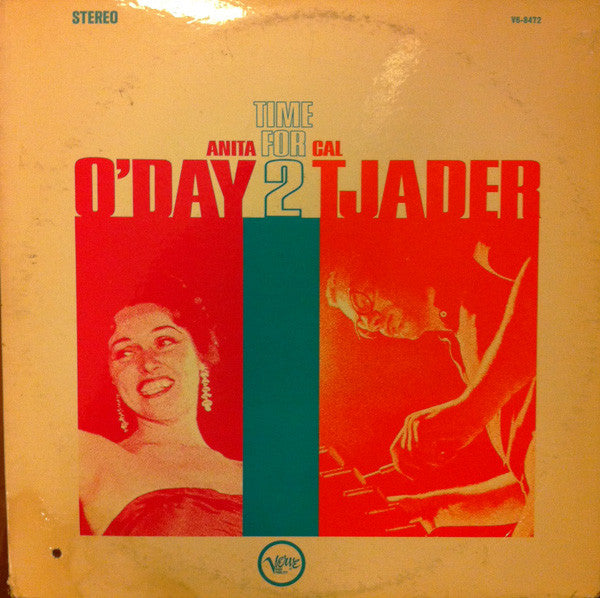 STEREO
V6-8472
TIME
ANITA FOR CAL
O'DAY 2 TJADER
Verve